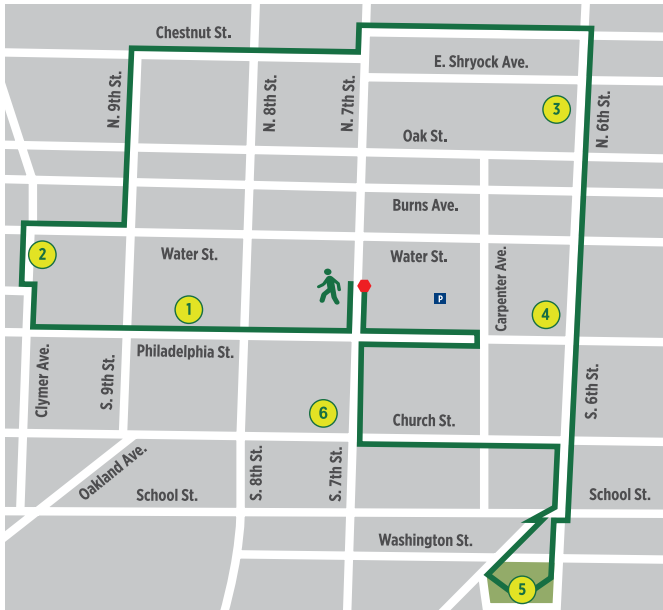 Chestnut St.
E. Shryock Ave.
N. 9th St.
N. 8th St.
N. 7th St.
3
N. 6th St.
Oak St.
Burns Ave.
2
Water St.
Water St.
Carpenter Ave.
P
1
4
Philadelphia St.
Clymer Ave.
S. 9th St.
6
Church St.
S. 6th St.
Oakland Ave.
S. 8th St.
S. 7th St.
School St.
School St.
Washington St.
5